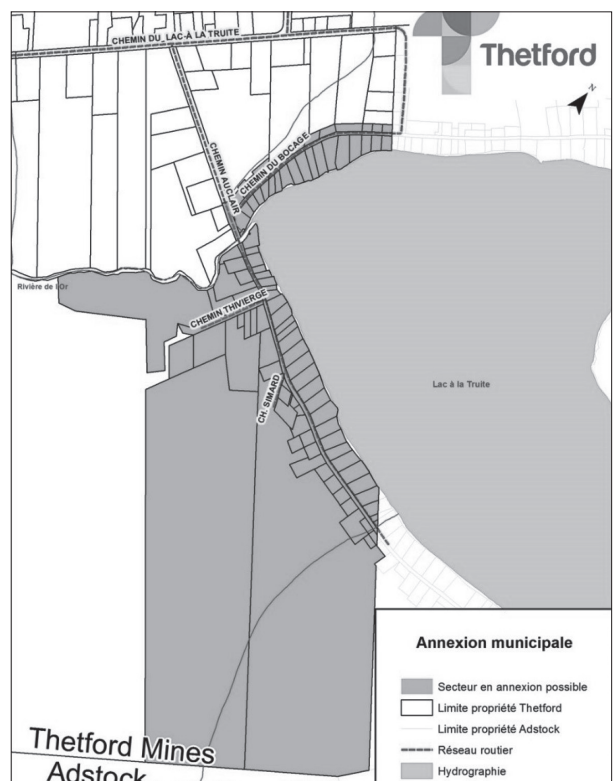 CHEMIN DU LAC-À LA TRUITE
Thetford
N
CHEMIN AUCLAIR
CHEMIN DU BOCAGE
Rivière de l'Or
CHEMIN THIVIERGE
CH. SIMARD
Lac à la Truite
Annexion municipale
Secteur en annexion possible
Limite propriété Thetford
Limite propriété Adstock
Réseau routier
Hydrographie
Thetford Mines
Adstock